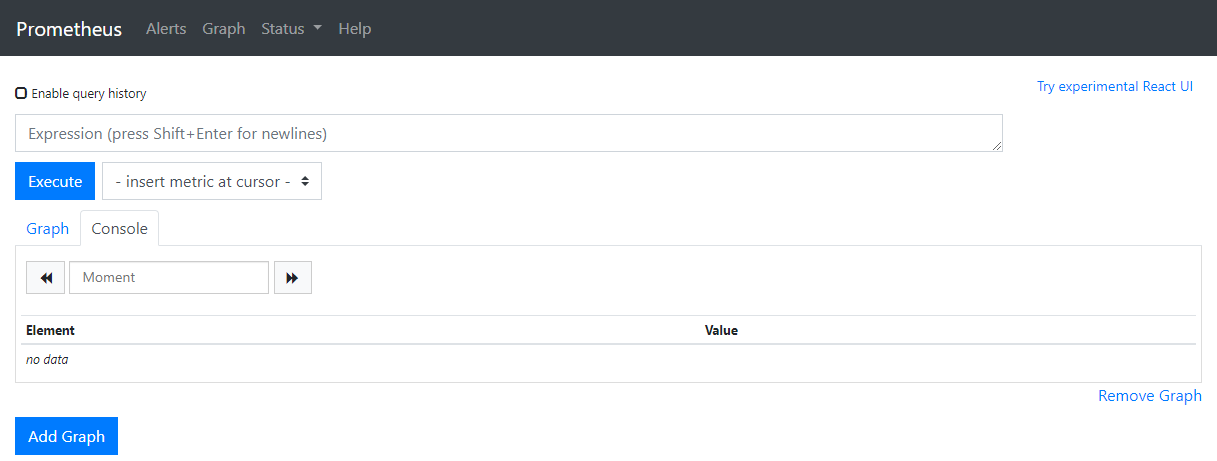 Prometheus Alerts Graph Status Help
Try experimental React UI
Enable query history
Expression (press Shift+Enter for newlines)
Execute - insert metric at cursor -
Graph Console
Moment
Element Value
no data
Remove Graph
Add Graph